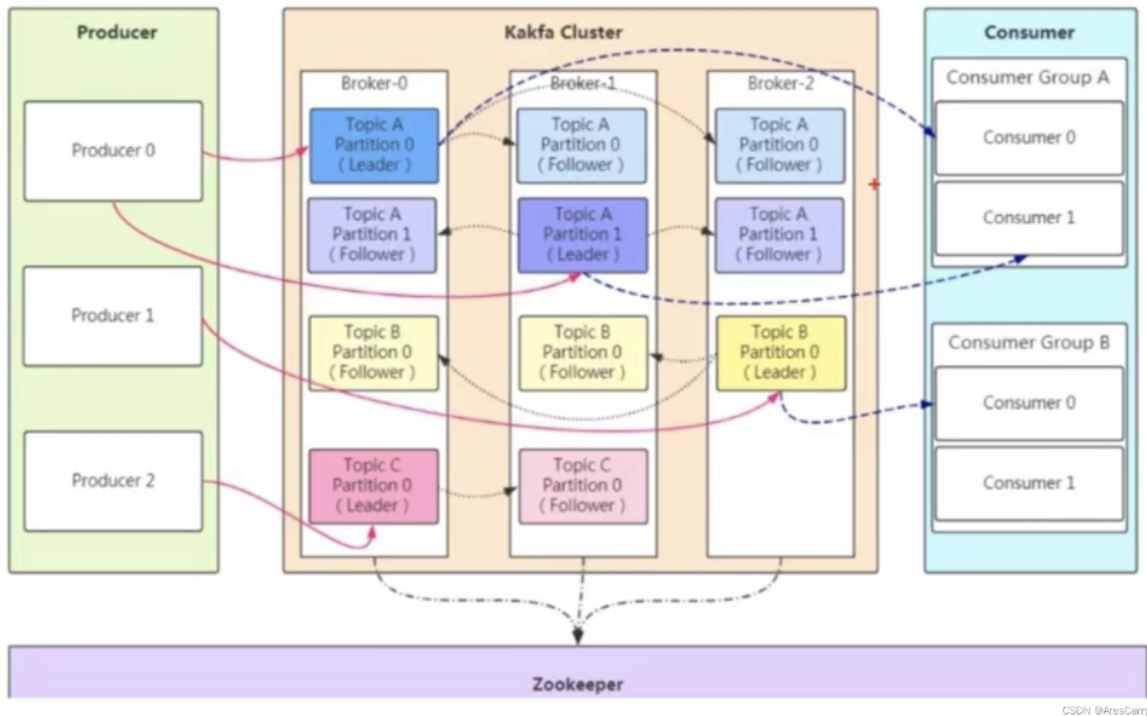 Producer
Producer 0
Producer 1
Producer 2
Kakfa Cluster
Broker-0
Topic A
Partition 0
( Leader )
Topic A
Partition 1
( Follower )
Topic B
Partition 0
( Follower )
Topic C
Partition 0
( Leader )
Broker-1
Topic A
Partition 0
( Follower )
Topic A
Partition 1
( Leader )
Topic B
Partition 0
( Follower )
Topic C
Partition 0
( Follower )
Broker-2
Topic A
Partition 0
( Follower )
Topic A
Partition 1
( Follower )
Topic B
Partition 0
( Leader )
Consumer
Consumer Group A
Consumer 0
Consumer 1
Consumer Group B
Consumer 0
Consumer 1
Zookeeper
CSDN @AresCarry